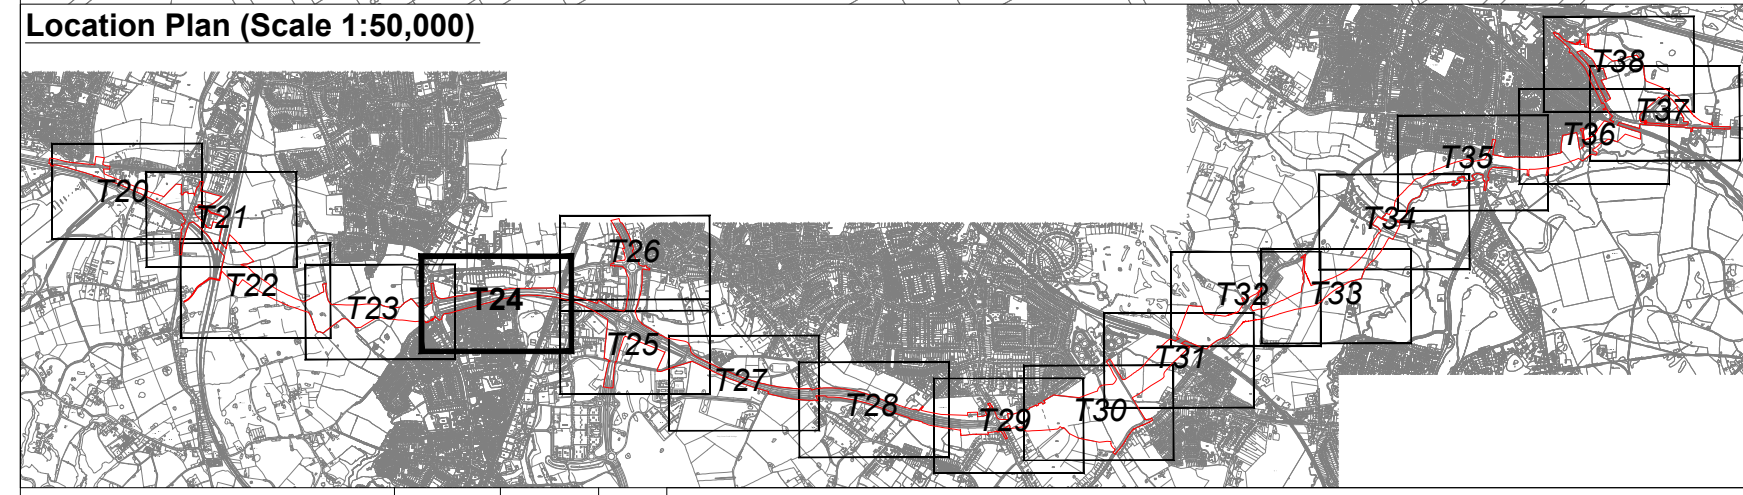 Location Plan (Scale 1:50,000)
T20
T21
T22
T23
T24
T25
T26
T27
T28
T29
T30
T31
T32
T33
T34
T35
T36
T37
T38